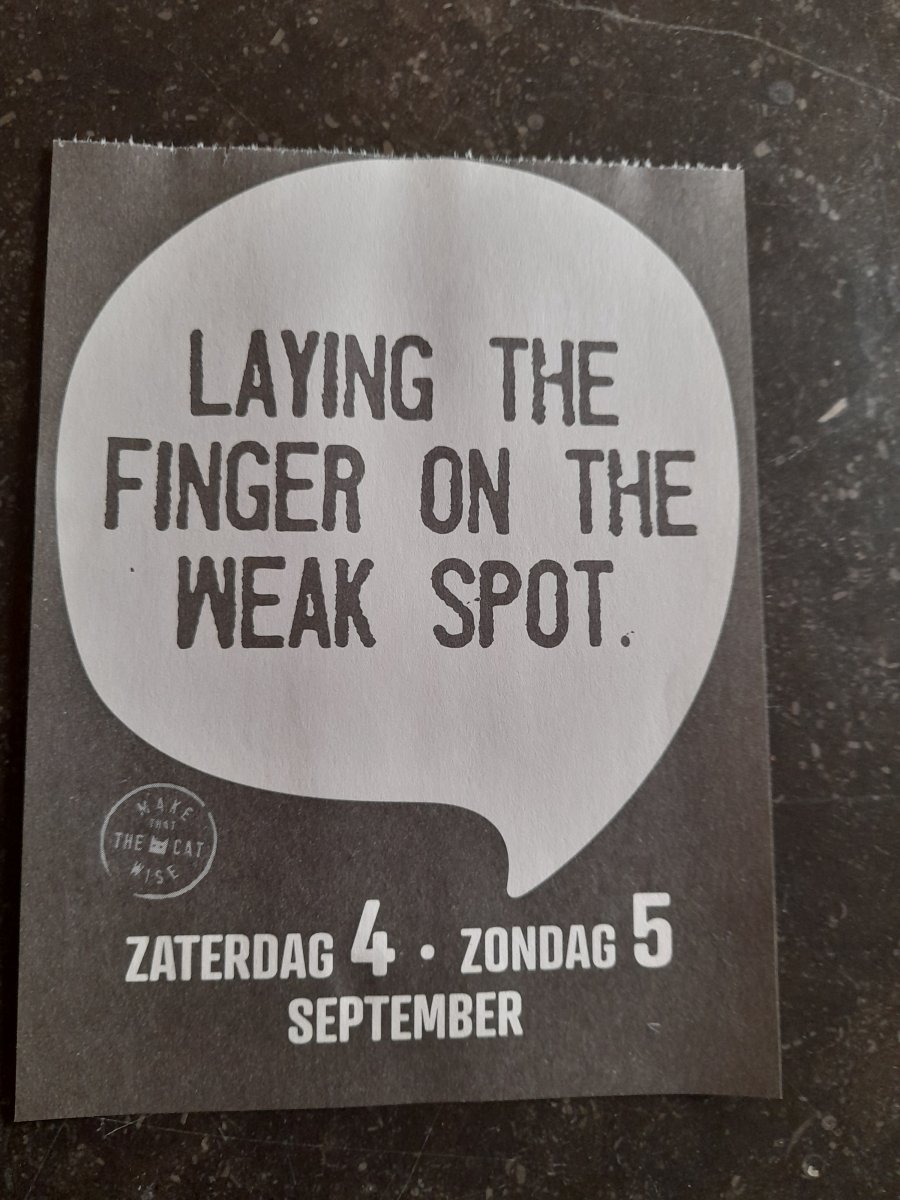 LAYING THE
FINGER ON THE
WEAK SPOT.
MAKE
THAT
THE CAT
WISE
ZATERDAG 4 • ZONDAG 5
SEPTEMBER